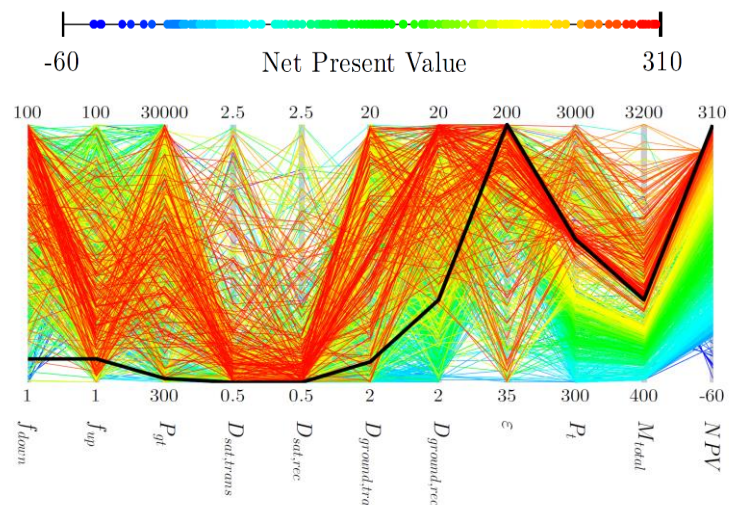 -60 Net Present Value 310
100 100 30000 2.5 2.5 20 20 200 3000 3200 310
1 1 300 0.5 0.5 2 2 35 300 400 -60
f_down f_up P_gt D_sat,trans D_sat,rec D_ground,tra D_ground,rec ε P_t M_total NPV